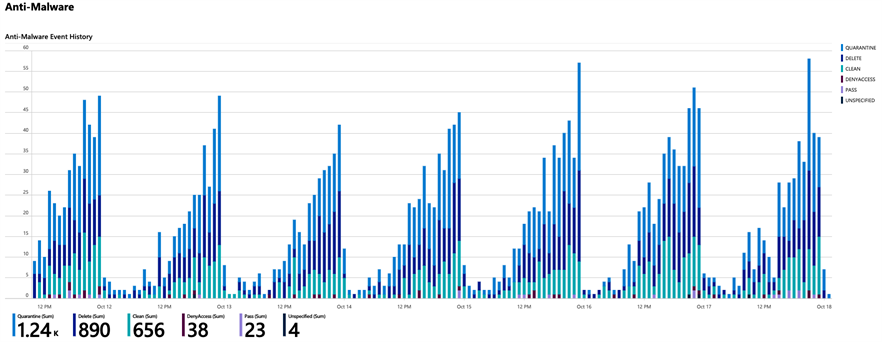 Anti-Malware
Anti-Malware Event History
60
55
50
45
40
35
30
25
20
15
10
5
0
12 PM Oct 12 12 PM Oct 13 12 PM Oct 14 12 PM Oct 15 12 PM Oct 16 12 PM Oct 17 12 PM Oct 18
QUARANTINE
DELETE
CLEAN
DENYACCESS
PASS
UNSPECIFIED
Quarantine (Sum) Delete (Sum) Clean (Sum) DenyAccess (Sum) Pass (Sum) Unspecified (Sum)
1.24 K 890 656 38 23 4